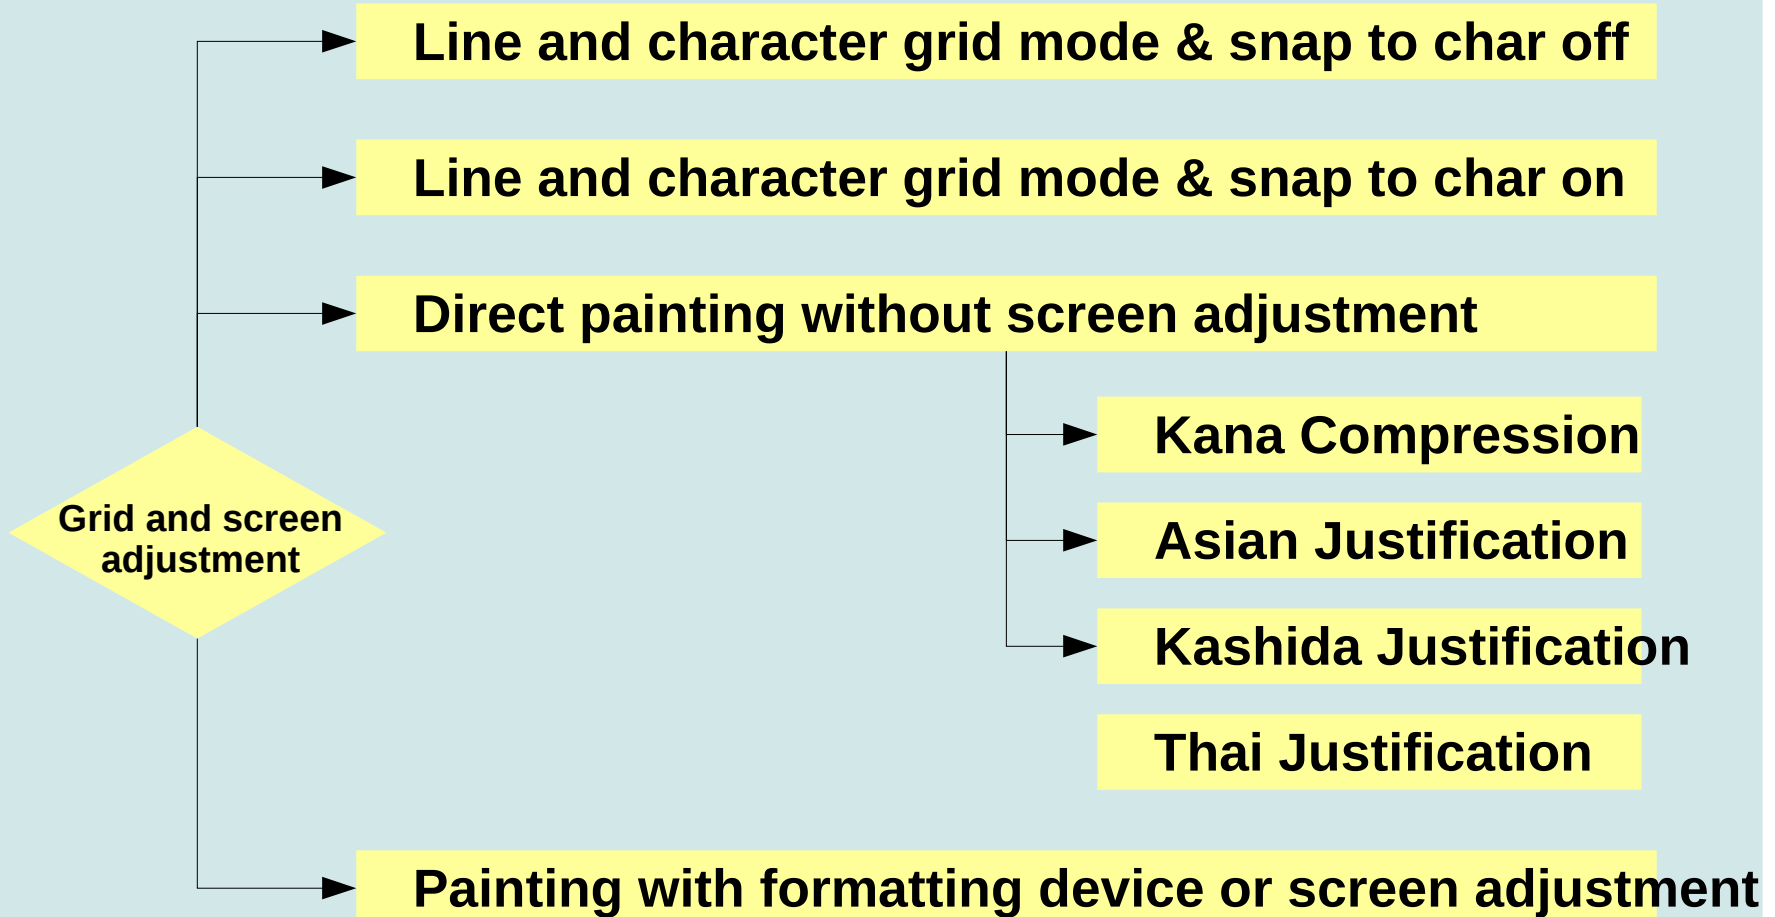 Line and character grid mode & snap to char off
Line and character grid mode & snap to char on
Direct painting without screen adjustment
Kana Compression
Grid and screen
adjustment
Asian Justification
Kashida Justification
Thai Justification
Painting with formatting device or screen adjustment